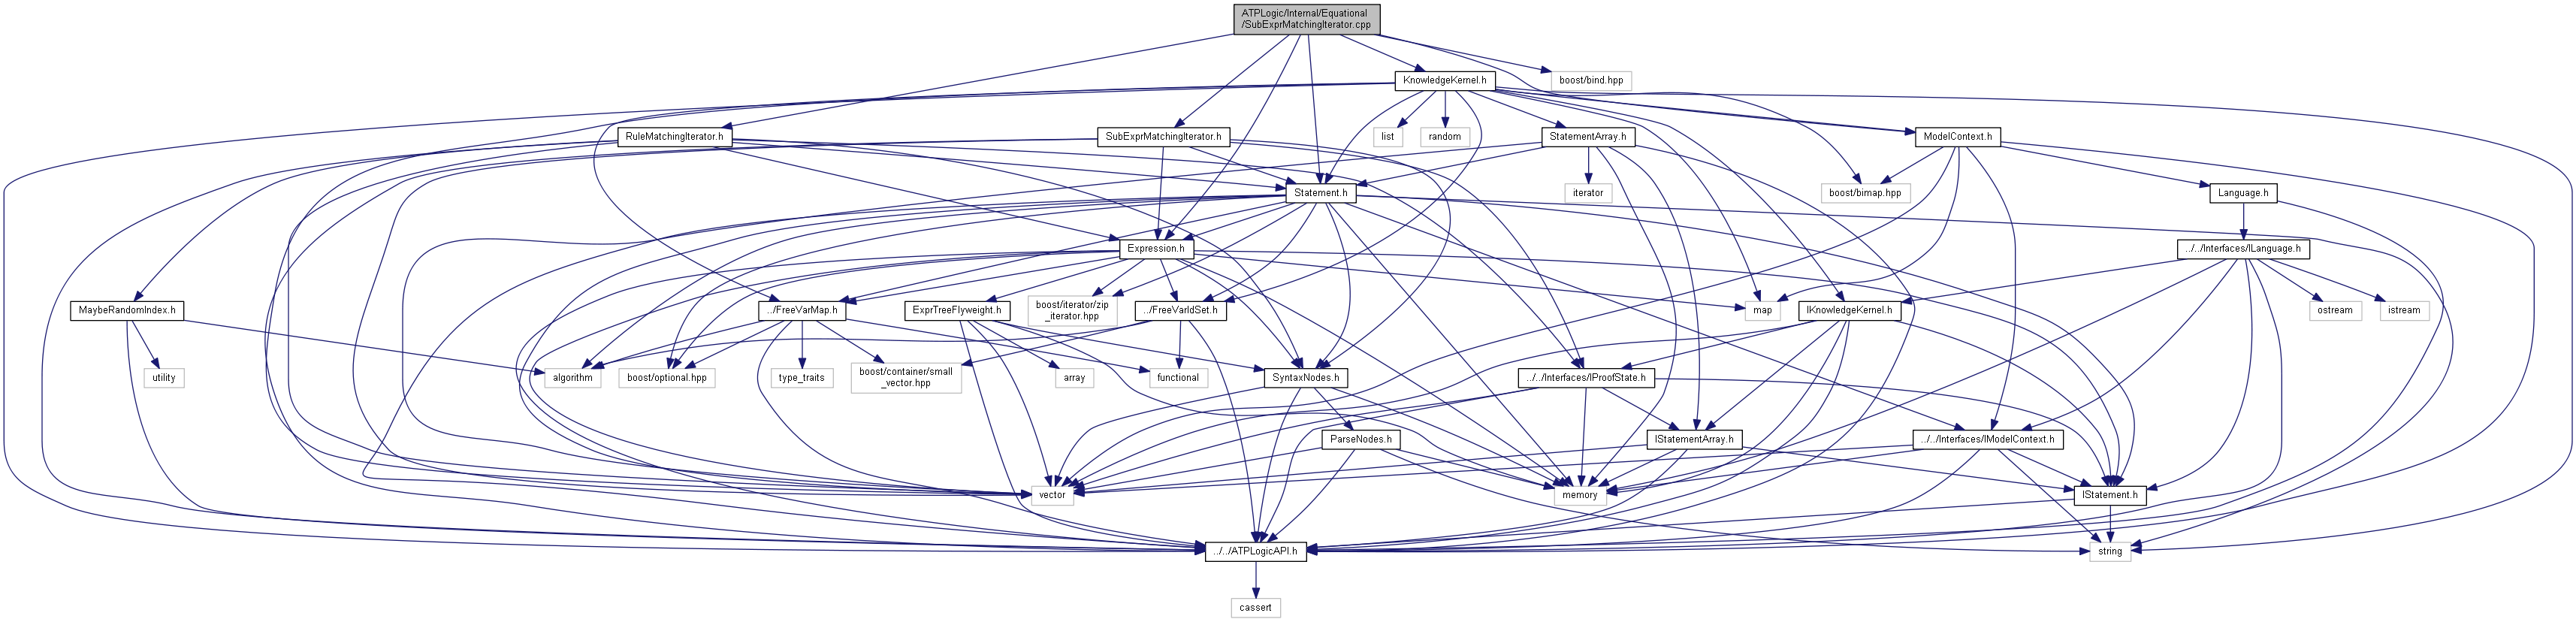 ATPLogic/Internal/Equational
/SubExprMatchingIterator.cpp
KnowledgeKernel.h
boost/bind.hpp
RuleMatchingIterator.h
SubExprMatchingIterator.h
list
random
StatementArray.h
ModelContext.h
Statement.h
iterator
boost/bimap.hpp
Language.h
Expression.h
../../Interfaces/ILanguage.h
MaybeRandomIndex.h
../FreeVarMap.h
ExprTreeFlyweight.h
boost/iterator/zip
_iterator.hpp
../FreeVarIdSet.h
map
IKnowledgeKernel.h
ostream
istream
utility
algorithm
boost/optional.hpp
type_traits
boost/container/small
_vector.hpp
array
functional
SyntaxNodes.h
../../Interfaces/IProofState.h
ParseNodes.h
IStatementArray.h
../../Interfaces/IModelContext.h
vector
memory
IStatement.h
../../ATPLogicAPI.h
string
cassert